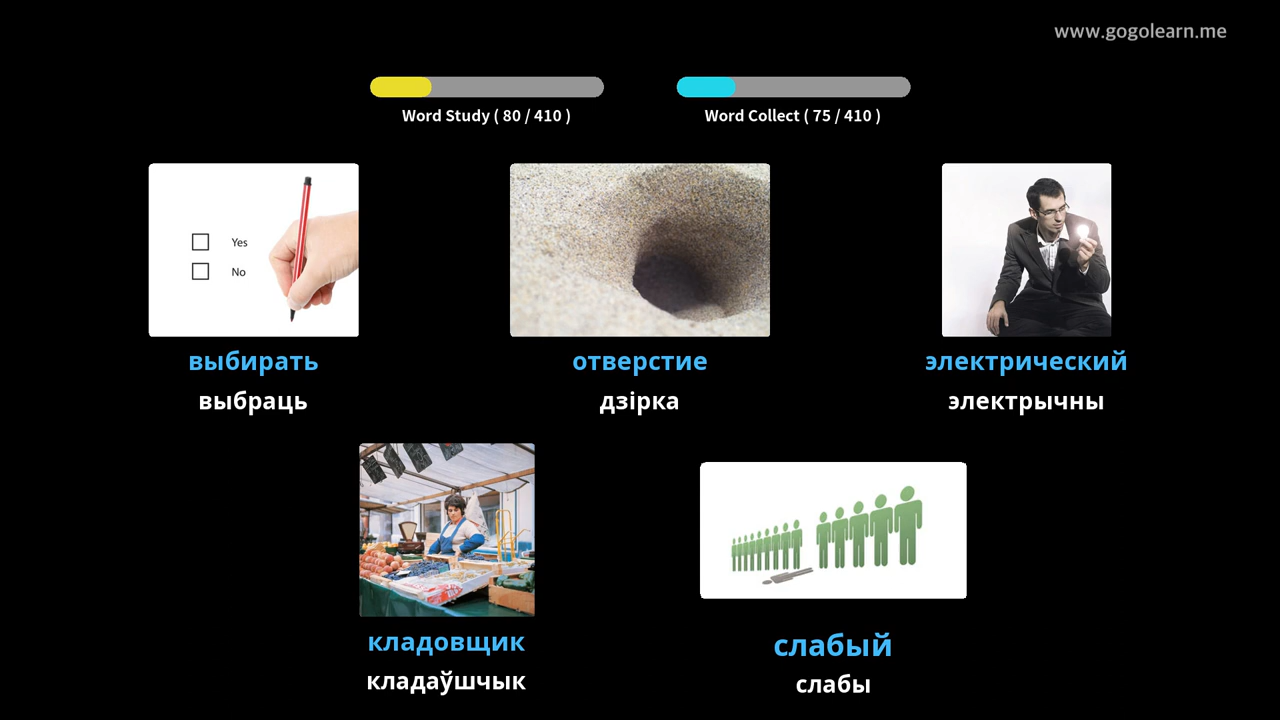 www.gogolearn.me
Word Study ( 80 / 410 )
Word Collect ( 75 / 410 )
Yes
No
выбирать
отверстие
электрический
выбраць
дзірка
электрычны
кладовщик
слабый
кладаўшчык
слабы